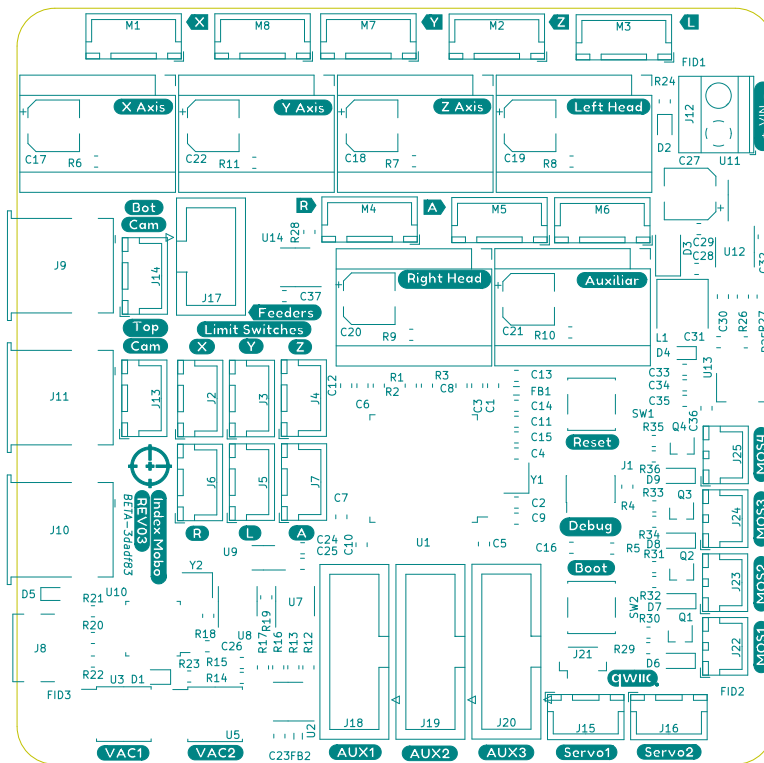 M1 X M8 M7 Y M2 Z M3 L
FID1
R24
X Axis Y Axis Z Axis Left Head
J12
VIN
+ + + +
C17 R6 C22 R11 C18 R7 C19 R8
D2
C27 U11
Bot
Cam
R M4 A M5 M6
+
U14 R28
D3 C29 C28 U12 C32
J9 J14 J17
C37
Right Head Auxiliar
+ +
Feeders
Limit Switches
Top
Cam
X Y Z
C20 R9 C21 R10
L1 C31 C30 R26 R27
D4
J11 J13 J2 J3 J4
C12 R1 R2 R3 C8 C6 C3 C1
C13
FB1
C14
C11
C15
C4
U13
C33
C34
C35
C36
SW1
Reset
R35 Q4 J25 MOS4
R36
D9
J6 J5 J7
Y1 J1
R4
R33 Q3 J24 MOS3
C7 C2 C9
J10
BETA-3dadf83
REV03
Index Mobo
R L A
U9 C24 C25 C10 U1 C5 C16
Debug
R34
D8
R5
R31
Boot
Q2 J23 MOS2
D5 R21 U10 Y2 U7
R20
J8
R18 U8 R19 R17 R16 R13 R12
C26
SW2
R32
D7
R30 Q1 J22 MOS1
R22 R23 R15 R14
U3 D1
FID3
R29
J21
D6
qwiic
FID2
U5 U2
J18 J19 J20 J15 J16
C23 FB2
VAC1 VAC2 AUX1 AUX2 AUX3 Servo1 Servo2